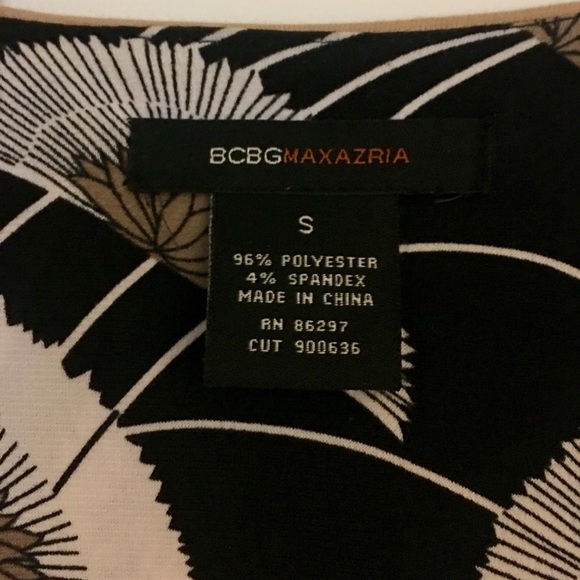 BCBGMAXAZRIA
S
96% POLYESTER
4% SPANDEX
MADE IN CHINA
RN 86297
CUT 900636